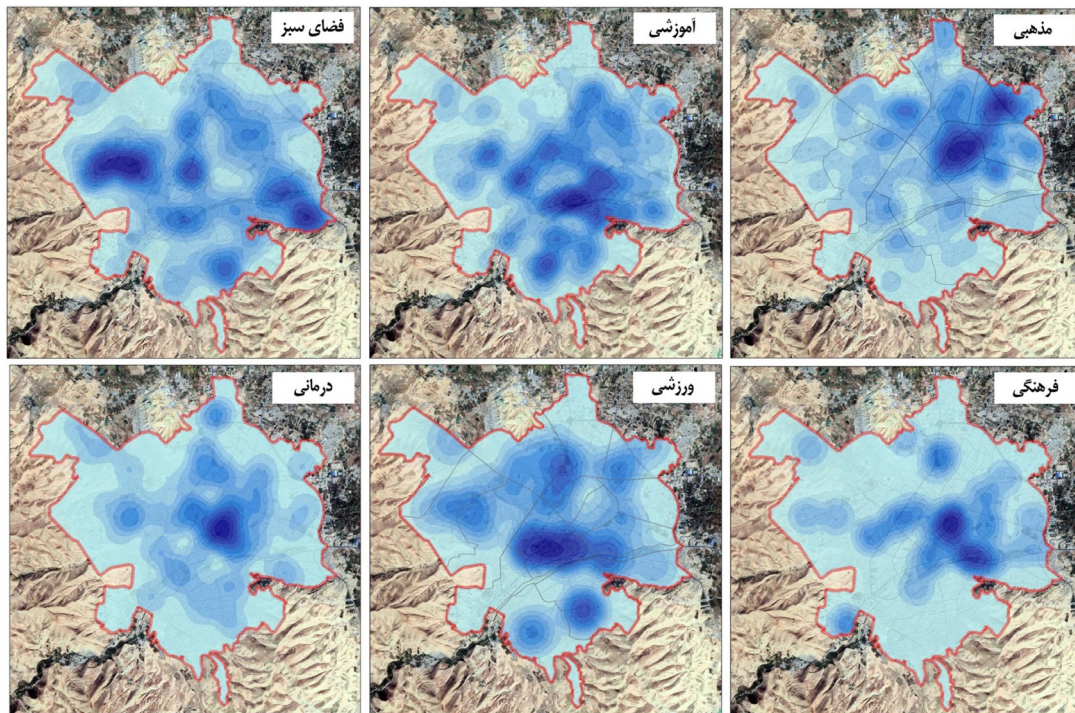 مذهبی
آموزشی
فضای سبز
فرهنگی
ورزشی
درمانی